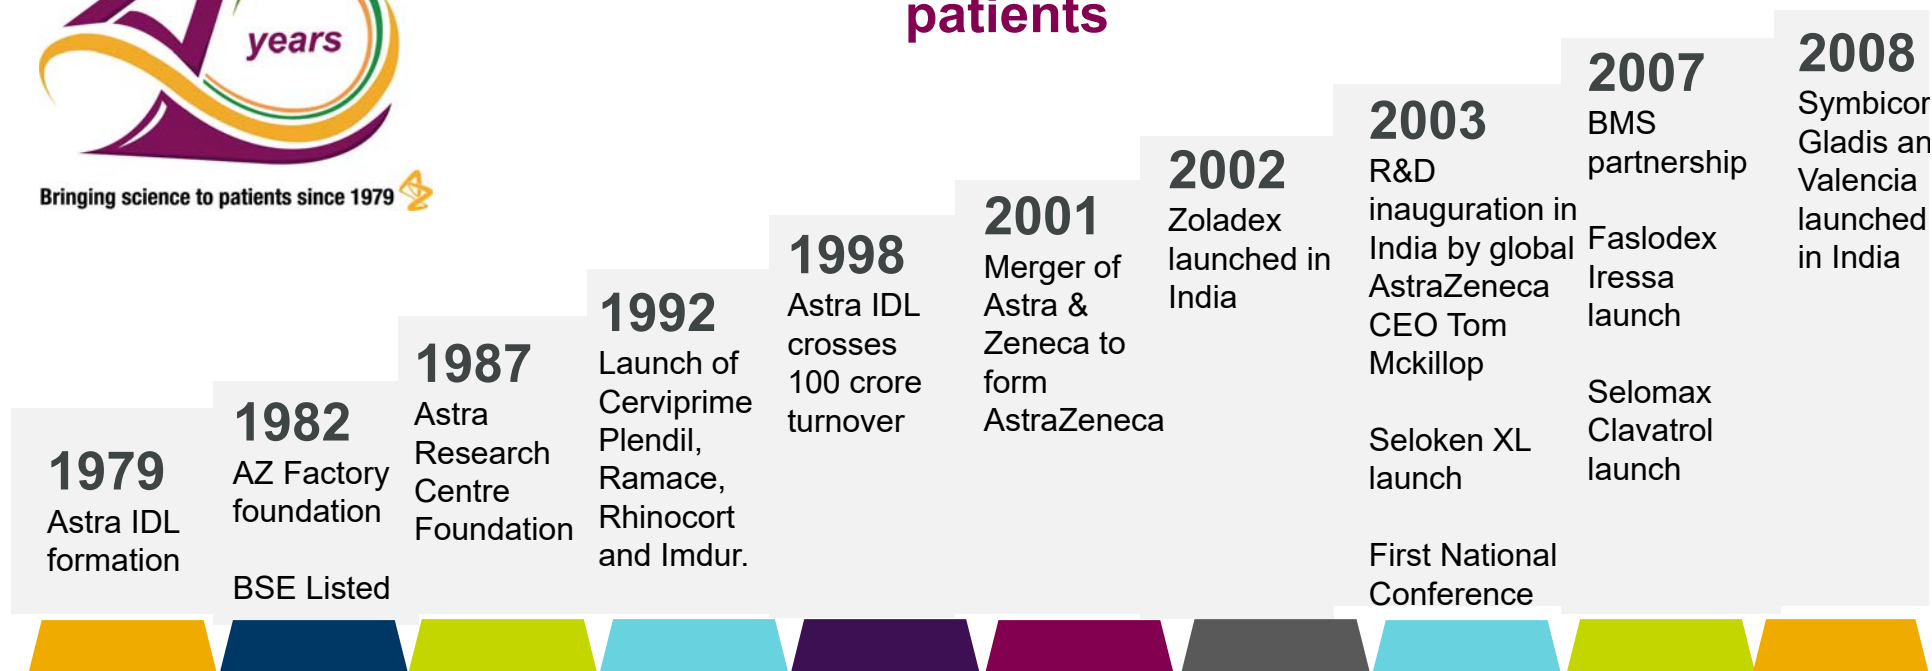 years
Bringing science to patients since 1979
patients
1979
Astra IDL
formation
1982
AZ Factory
foundation
BSE Listed
1987
Astra
Research
Centre
Foundation
1992
Launch of
Cerviprime
Plendil,
Ramace,
Rhinocort
and Imdur.
1998
Astra IDL
crosses
100 crore
turnover
2001
Merger of
Astra &
Zeneca to
form
AstraZeneca
2002
Zoladex
launched in
India
2003
R&D
inauguration in
India by global
AstraZeneca
CEO Tom
Mckillop
Seloken XL
launch
First National
Conference
2007
BMS
partnership
Faslodex
Iressa
launch
Selomax
Clavatrol
launch
2008
Symbicor
Gladis an
Valencia
launched
in India